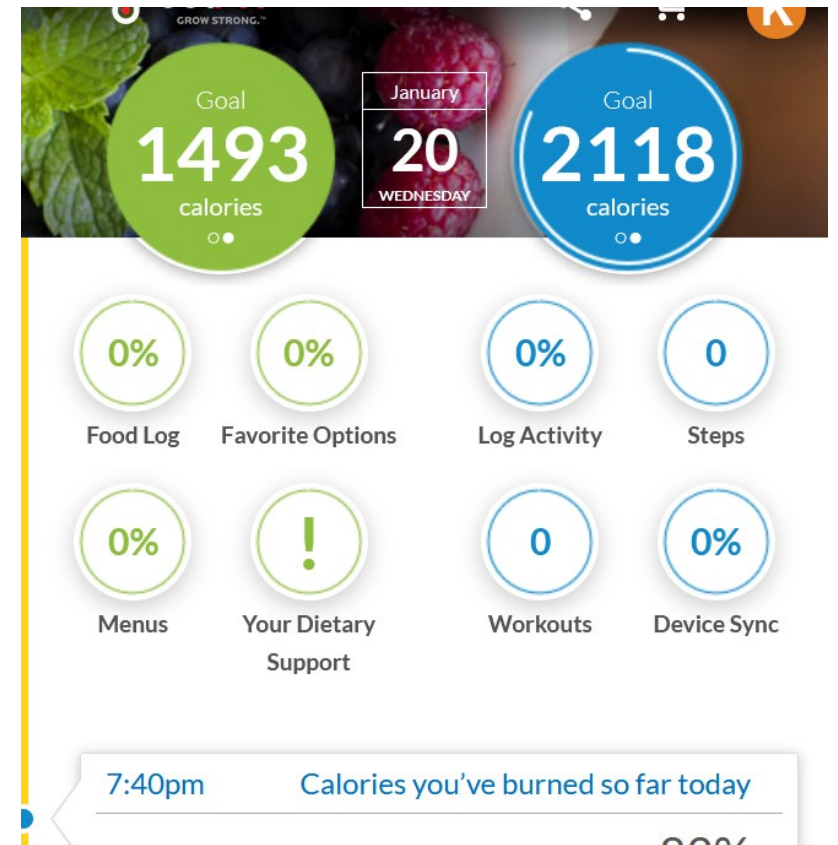 GROW STRONG.™
K
Goal
1493
calories
January
20
WEDNESDAY
Goal
2118
calories
0%
Food Log
0%
Favorite Options
0%
Log Activity
0
Steps
0%
Menus
!
Your Dietary
Support
0
Workouts
0%
Device Sync
7:40pm
Calories you’ve burned so far today